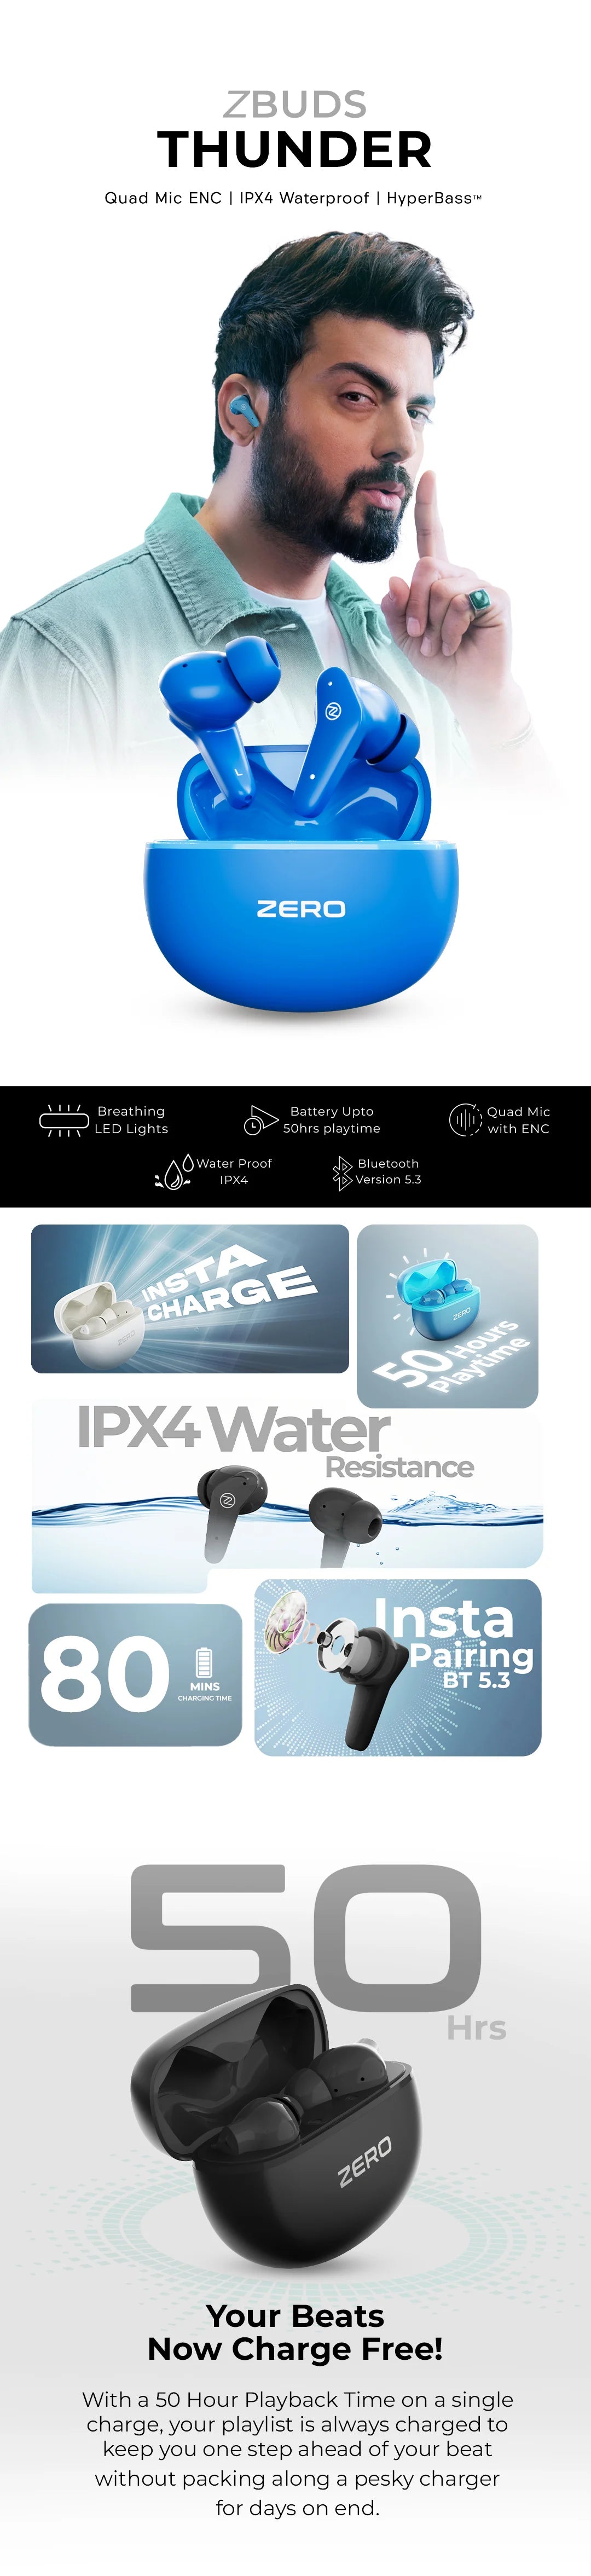 ZBUDS
THUNDER
Quad Mic ENC | IPX4 Waterproof | HyperBass™
L
ZERO
Breathing
LED Lights
Battery Upto
50hrs playtime
Quad Mic
with ENC
Water Proof
IPX4
Bluetooth
Version 5.3
INSTA
CHARGE
ZERO
50 Hours
Playtime
ZERO
IPX4 Water
Resistance
80
MINS
CHARGING TIME
Insta
Pairing
BT 5.3
50
Hrs
ZERO
Your Beats
Now Charge Free!
With a 50 Hour Playback Time on a single
charge, your playlist is always charged to
keep you one step ahead of your beat
without packing along a pesky charger
for days on end.